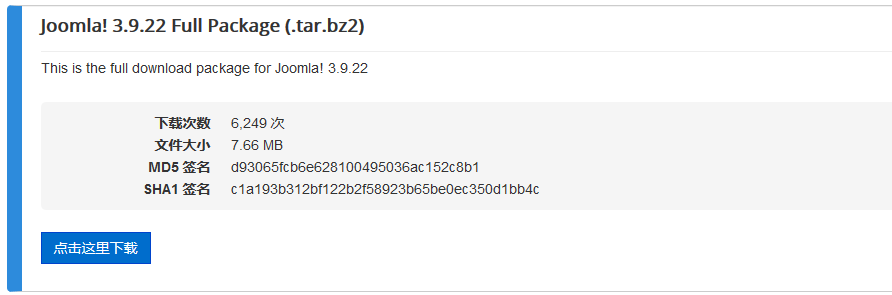 Joomla! 3.9.22 Full Package (.tar.bz2)
This is the full download package for Joomla! 3.9.22
下载次数 6,249 次
文件大小 7.66 MB
MD5 签名 d93065fcb6e628100495036ac152c8b1
SHA1 签名 c1a193b312bf122b2f58923b65be0ec350d1bb4c
点击这里下载